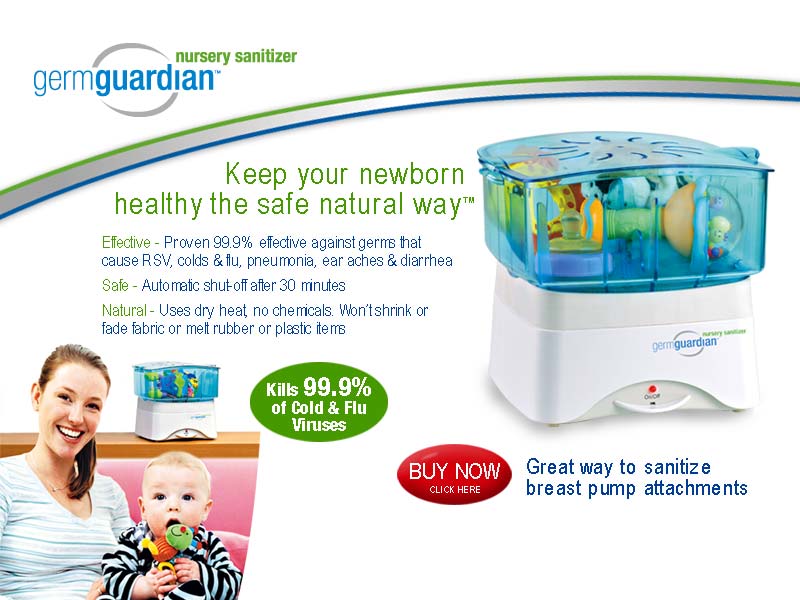 nursery sanitizer
germguardian™
Keep your newborn
healthy the safe natural way™
Effective - Proven 99.9% effective against germs that
cause RSV, colds & flu, pneumonia, ear aches & diarrhea
Safe - Automatic shut-off after 30 minutes
Natural - Uses dry heat, no chemicals. Won't shrink or
fade fabric or melt rubber or plastic items
nursery sanitizer
germguardian™
On/Off
Kills 99.9%
of Cold & Flu
Viruses
BUY NOW
CLICK HERE
Great way to sanitize
breast pump attachments